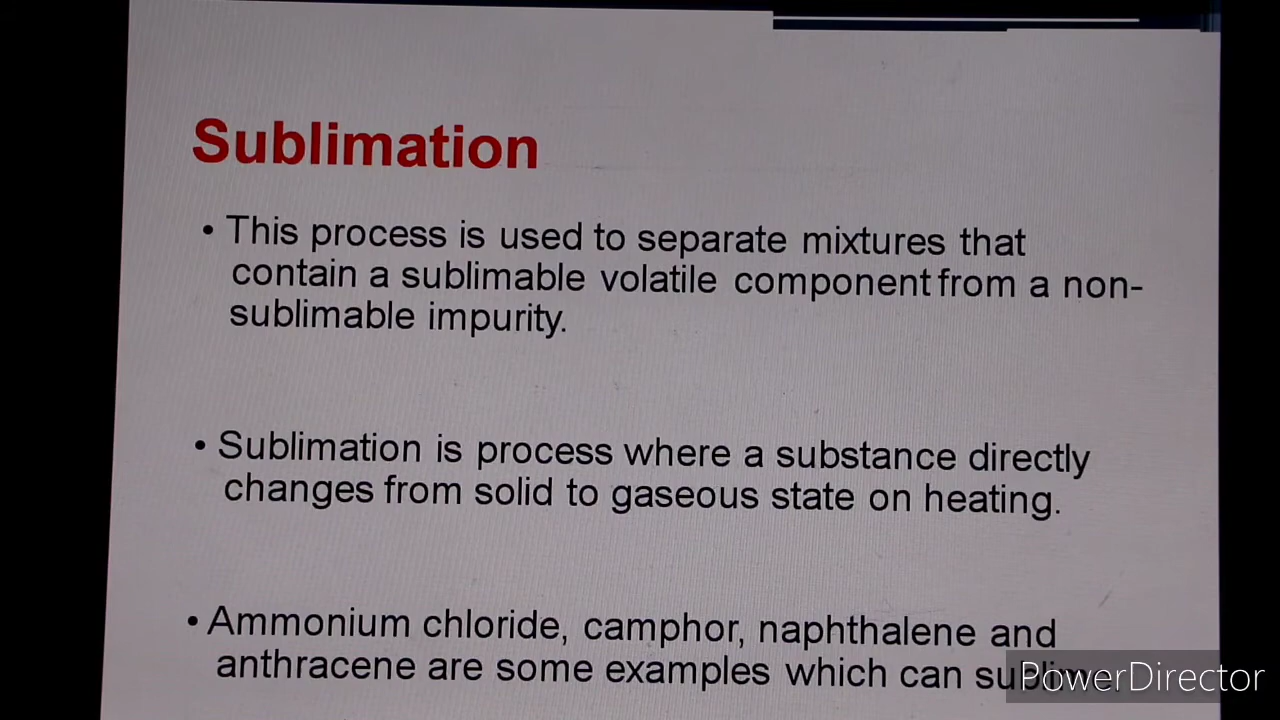 Sublimation
• This process is used to separate mixtures that
contain a sublimable volatile component from a non-
sublimable impurity.
• Sublimation is process where a substance directly
changes from solid to gaseous state on heating.
• Ammonium chloride, camphor, naphthalene and
anthracene are some examples which can sublime.
PowerDirector